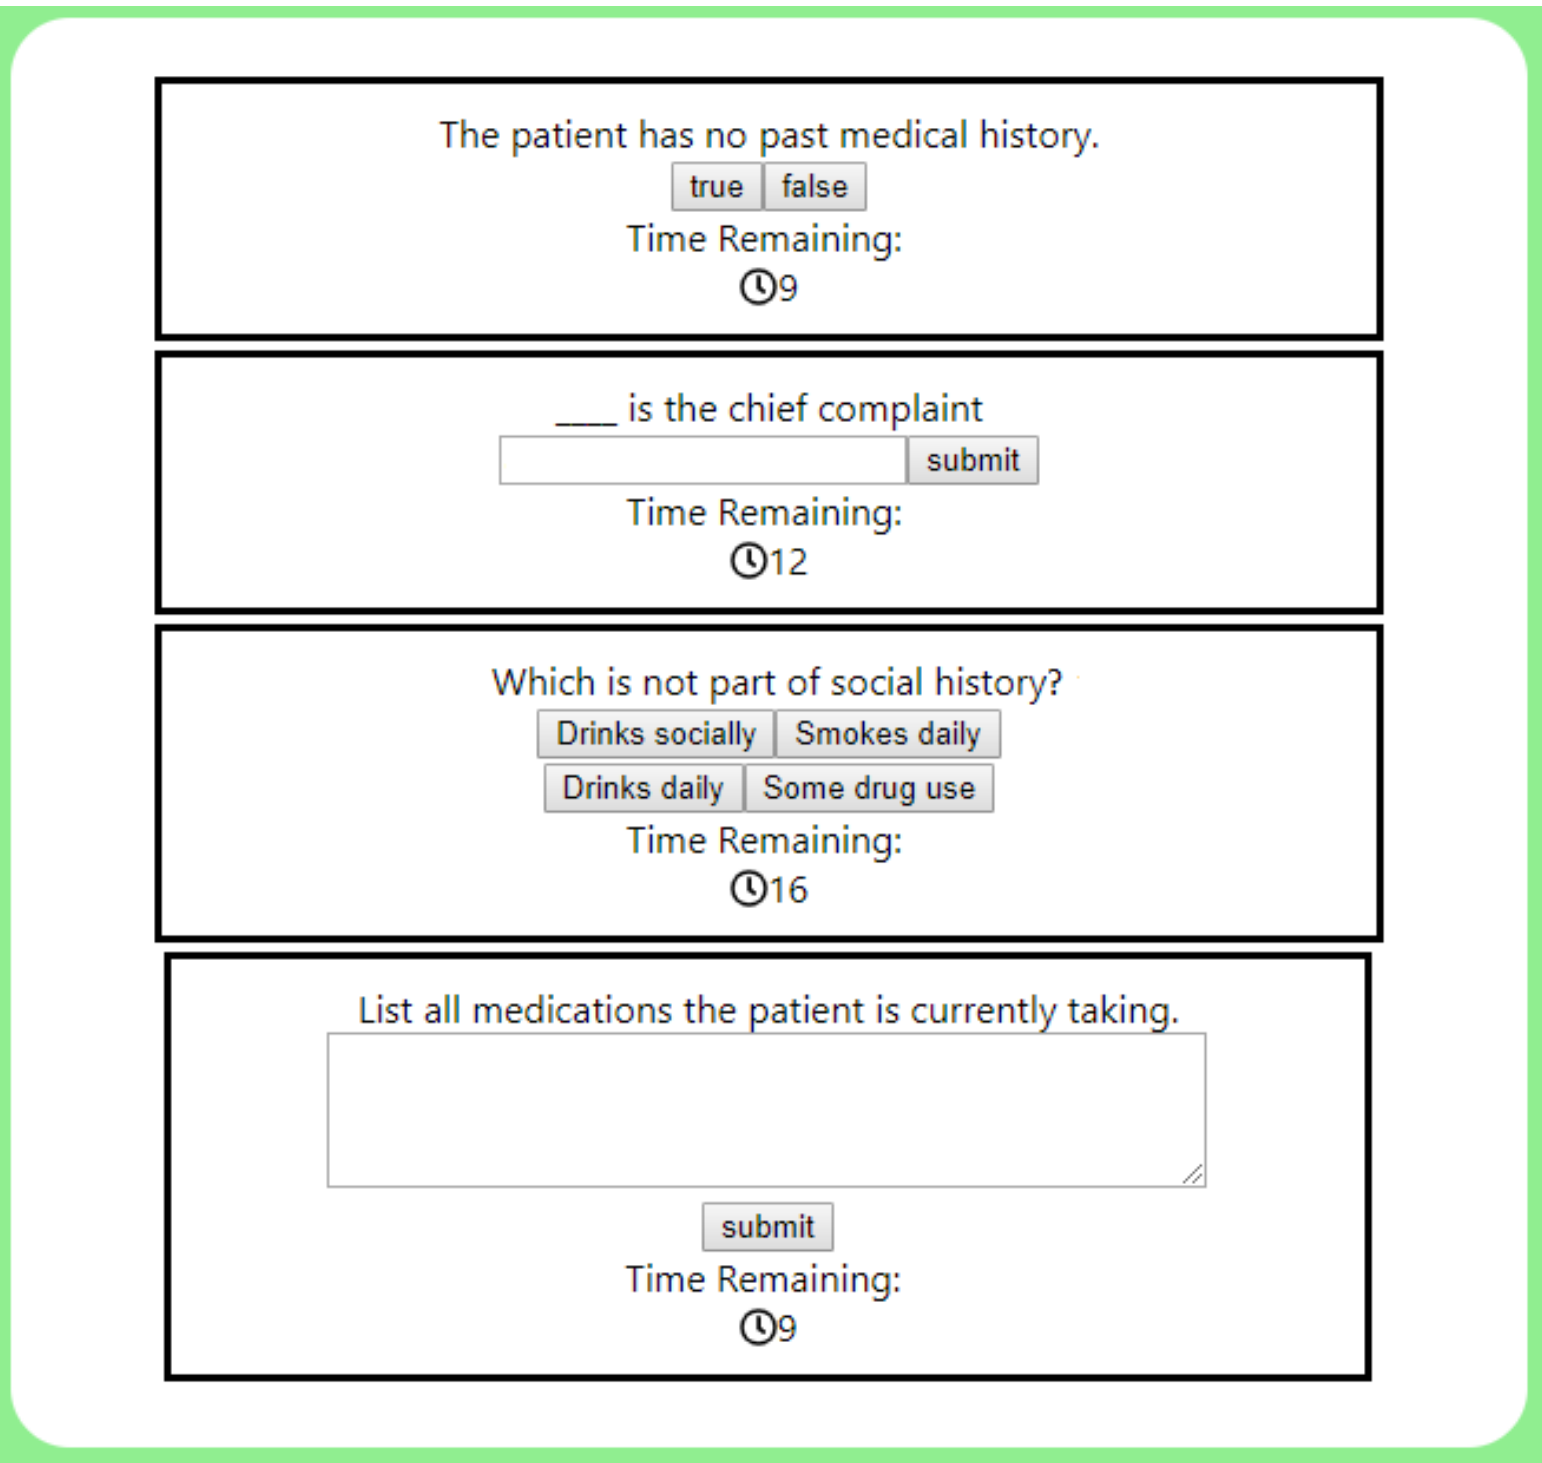 The patient has no past medical history.
true false
Time Remaining:
9
____ is the chief complaint
submit
Time Remaining:
12
Which is not part of social history?
Drinks socially Smokes daily
Drinks daily Some drug use
Time Remaining:
16
List all medications the patient is currently taking.
submit
Time Remaining:
9